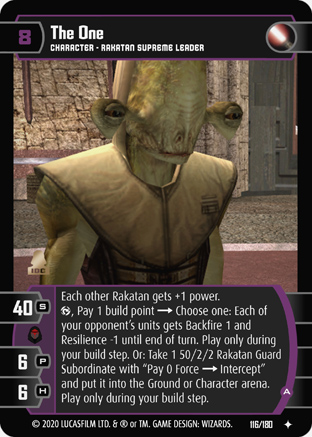 8 The One
CHARACTER - RAKATAN SUPREME LEADER
Each other Rakatan gets +1 power.
, Pay 1 build point → Choose one: Each of
your opponent's units gets Backfire 1 and
Resilience -1 until end of turn. Play only during
your build step. Or: Take 1 50/2/2 Rakatan Guard
Subordinate with "Pay 0 Force → Intercept"
and put it into the Ground or Character arena.
Play only during your build step.
40 S
6 P
6 H
A
© 2020 LUCASFILM LTD. & ® or TM. GAME DESIGN: WIZARDS. 116/180